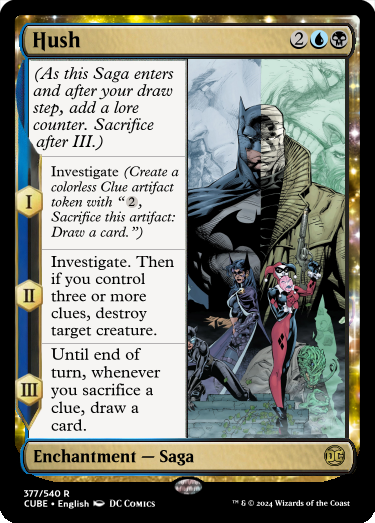 Hush 2UB
(As this Saga enters
and after your draw
step, add a lore
counter. Sacrifice
after III.)
I
Investigate (Create a
colorless Clue artifact
token with “2,
Sacrifice this artifact:
Draw a card.”)
II
Investigate. Then
if you control
three or more
clues, destroy
target creature.
III
Until end of
turn, whenever
you sacrifice a
clue, draw a
card.
Enchantment — Saga DC
377/540 R
CUBE • English DC COMICS
™ & © 2024 Wizards of the Coast